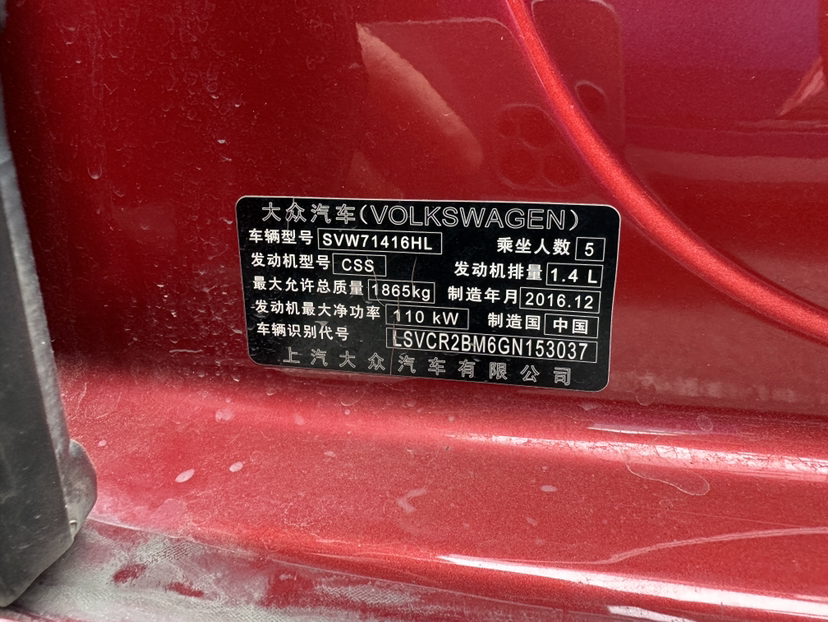 大众汽车(VOLKSWAGEN)
车辆型号 SVW71416HL 乘坐人数 5
发动机型号 CSS 发动机排量 1.4 L
最大允许总质量 1865kg 制造年月 2016.12
发动机最大净功率 110 kW 制造国 中国
车辆识别代号 LSVCR2BM6GN153037
上汽大众汽车有限公司